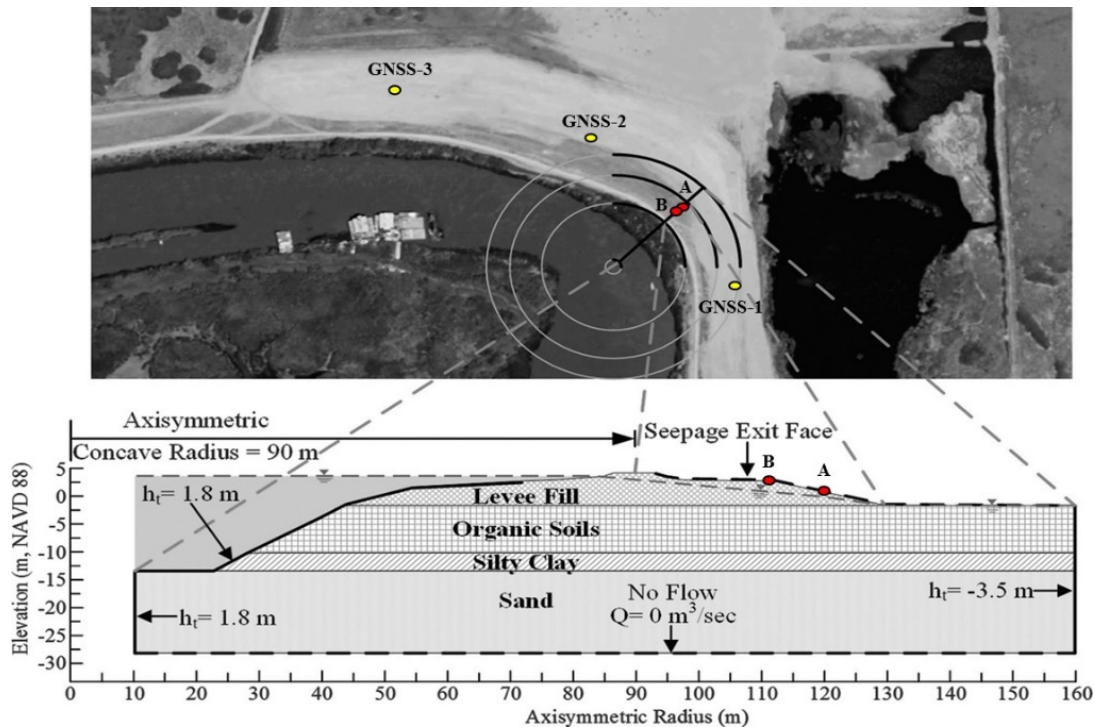 GNSS-3
GNSS-2
A
B
GNSS-1
Axisymmetric
Concave Radius = 90 m
Seepage Exit Face
B
A
hₜ= 1.8 m
Levee Fill
Organic Soils
Silty Clay
Sand
hₜ= 1.8 m
No Flow
Q= 0 m³/sec
hₜ= -3.5 m
Elevation (m, NAVD 88)
5
0
-5
-10
-15
-20
-25
-30
0 10 20 30 40 50 60 70 80 90 100 110 120 130 140 150 160
Axisymmetric Radius (m)